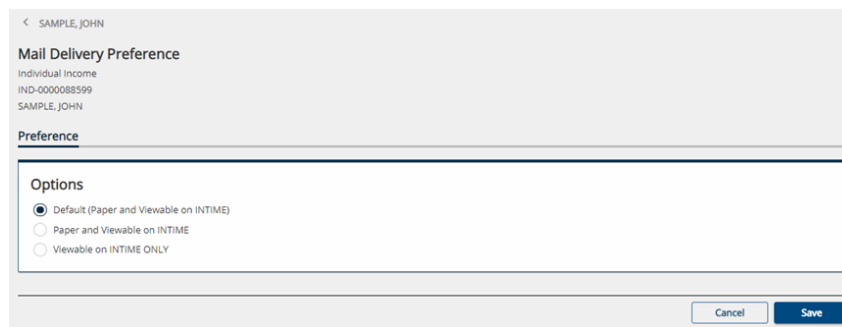 SAMPLE, JOHN
Mail Delivery Preference
Individual Income
IND-0000088599
SAMPLE, JOHN
Preference
Options
Default (Paper and Viewable on INTIME)
Paper and Viewable on INTIME
Viewable on INTIME ONLY
Cancel Save